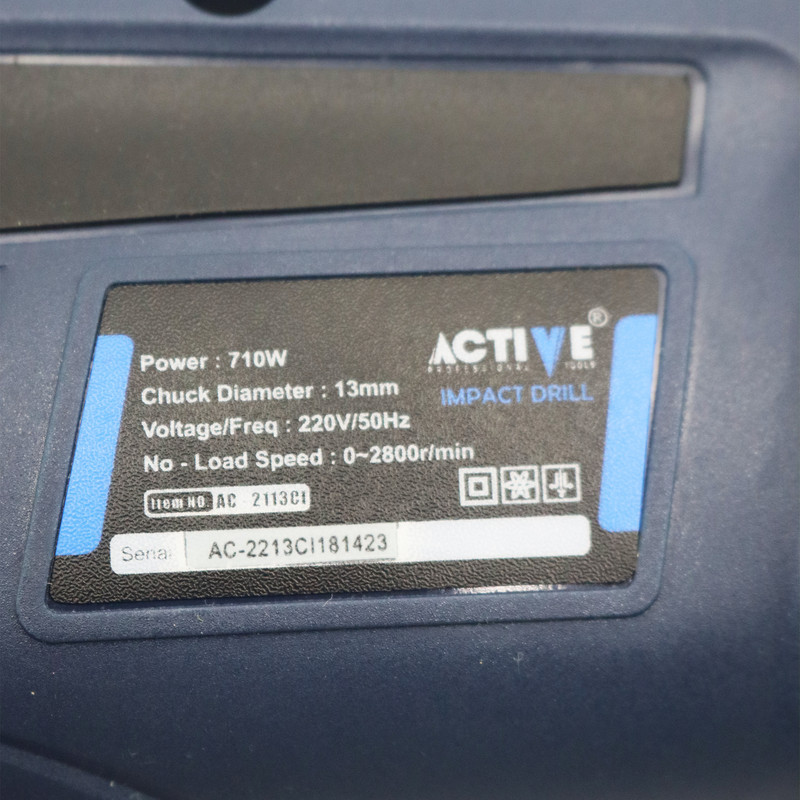 ACTIVE®
PROFESSIONAL TOOLS
IMPACT DRILL
Power : 710W
Chuck Diameter : 13mm
Voltage/Freq : 220V/50Hz
No - Load Speed : 0~2800r/min
Item NO. AC - 2113CI
Serial AC-2213CI181423